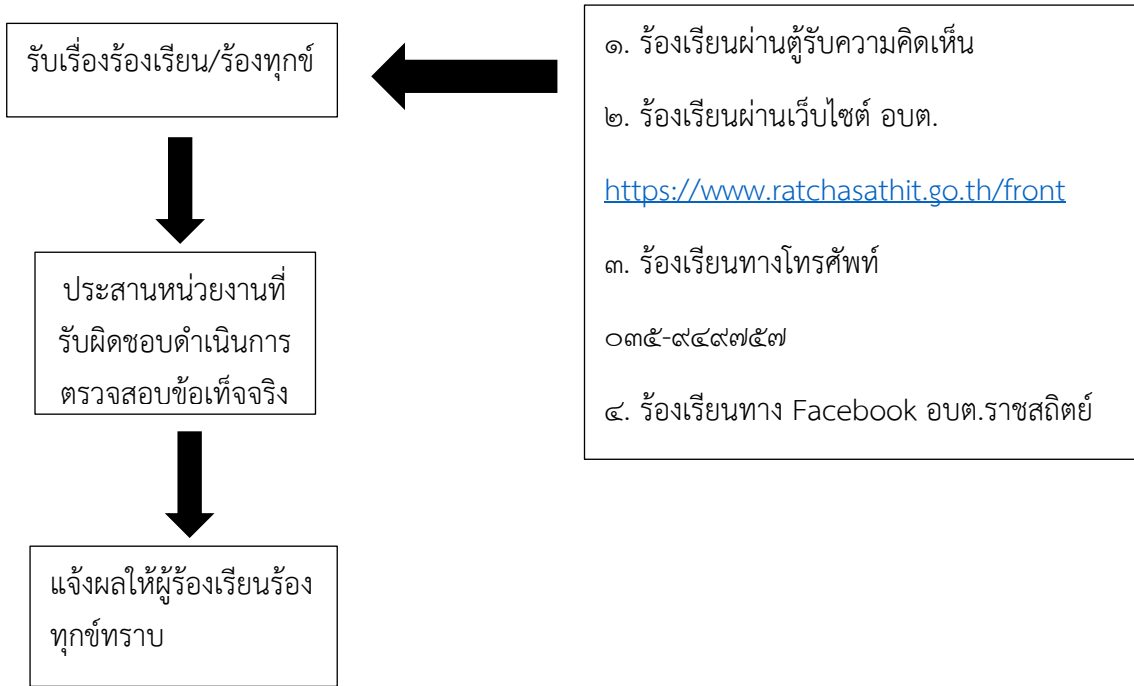 รับเรื่องร้องเรียน/ร้องทุกข์
๑. ร้องเรียนผ่านตู้รับความคิดเห็น
๒. ร้องเรียนผ่านเว็บไซต์ อบต.
https://www.ratchasathit.go.th/front
๓. ร้องเรียนทางโทรศัพท์
๐๓๕-๙๔๙๗๕๗
๔. ร้องเรียนทาง Facebook อบต.ราชสถิตย์
ประสานหน่วยงานที่
รับผิดชอบดำเนินการ
ตรวจสอบข้อเท็จจริง
แจ้งผลให้ผู้ร้องเรียนร้อง
ทุกข์ทราบ